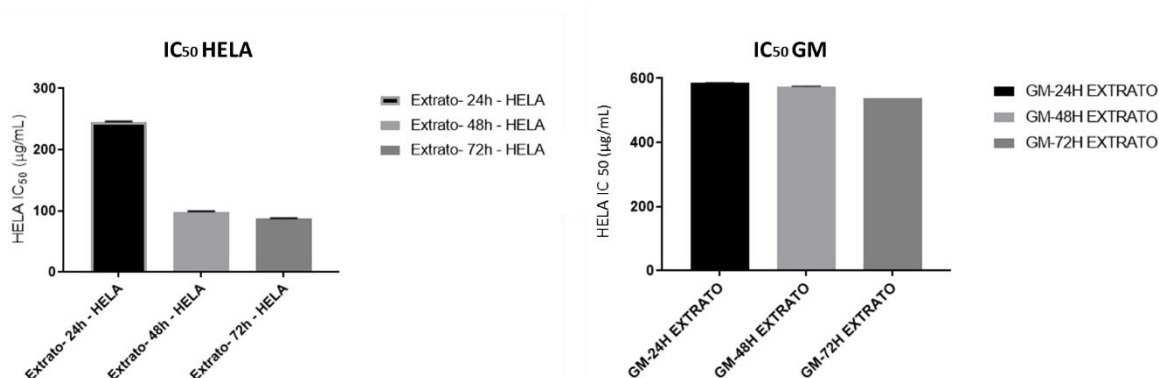 IC50 HELA
HELA IC50 (µg/mL)
300
200
100
0
Extrato- 24h - HELA
Extrato- 48h - HELA
Extrato- 72h - HELA
Extrato- 24h - HELA
Extrato- 48h - HELA
Extrato- 72h - HELA
IC50 GM
HELA IC 50 (µg/mL)
600
400
200
0
GM-24H EXTRATO
GM-48H EXTRATO
GM-72H EXTRATO
GM-24H EXTRATO
GM-48H EXTRATO
GM-72H EXTRATO